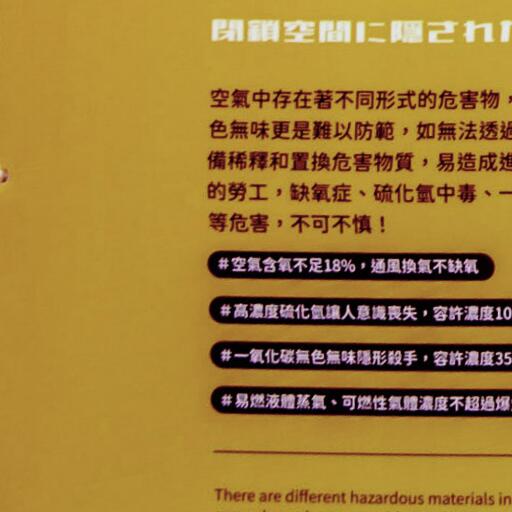 閉鎖空間に隠された
空氣中存在著不同形式的危害物，
色無味更是難以防範，如無法透過
備稀釋和置換危害物質，易造成進
的勞工，缺氧症、硫化氫中毒、一
等危害，不可不慎！
#空氣含氧不足18%，通風換氣不缺氧
#高濃度硫化氫讓人意識喪失，容許濃度10
#一氧化碳無色無味隱形殺手，容許濃度35
#易燃液體蒸氣、可燃性氣體濃度不超過爆
There are different hazardous materials in